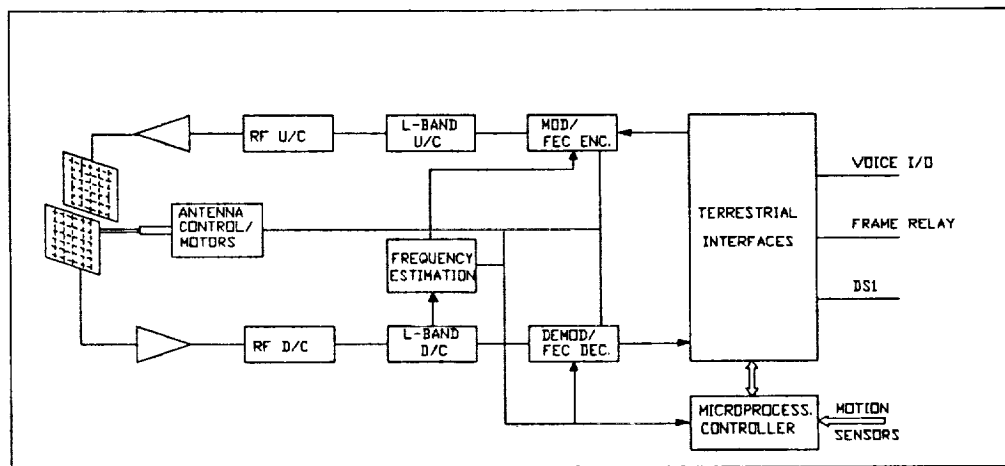 RF U/C
L-BAND
U/C
MOD/
FEC ENC.
VOICE I/O
ANTENNA
CONTROL/
MOTORS
TERRESTRIAL
INTERFACES
FRAME RELAY
FREQUENCY
ESTIMATION
DS1
RF D/C
L-BAND
D/C
DEMOD/
FEC DEC.
MICROPROCESS.
CONTROLLER
MOTION
SENSORS